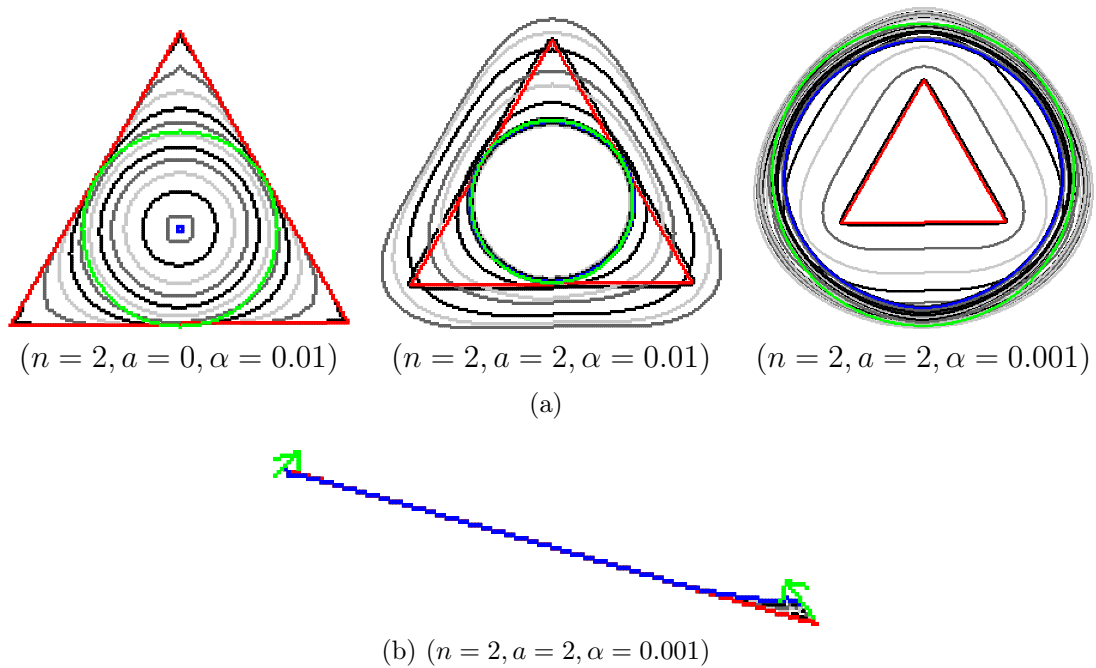 (n = 2, a = 0, α = 0.01) (n = 2, a = 2, α = 0.01) (n = 2, a = 2, α = 0.001)
(a)
(b) (n = 2, a = 2, α = 0.001)